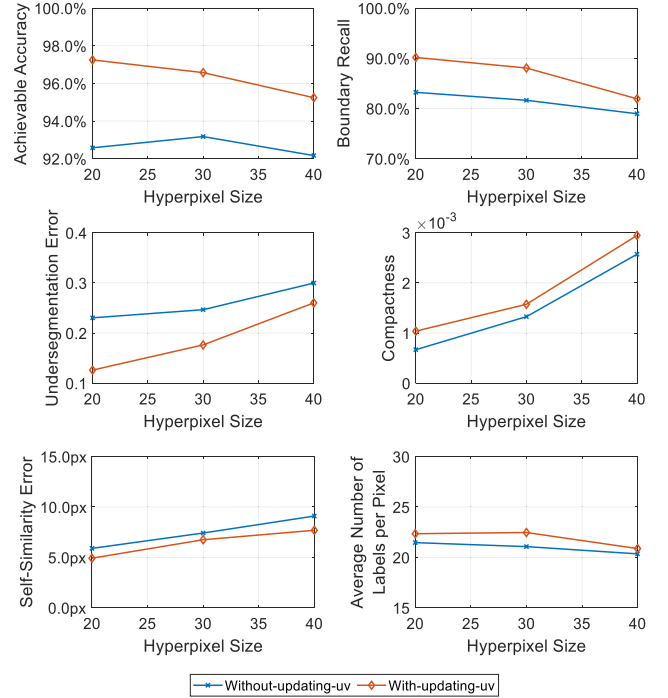 100.0%
98.0%
96.0%
94.0%
92.0%
Achievable Accuracy
20 25 30 35 40
Hyperpixel Size
100.0%
90.0%
80.0%
70.0%
Boundary Recall
20 25 30 35 40
Hyperpixel Size
0.4
0.3
0.2
0.1
Undersegmentation Error
20 25 30 35 40
Hyperpixel Size
×10⁻³
3
2
1
0
Compactness
20 25 30 35 40
Hyperpixel Size
15.0px
10.0px
5.0px
0.0px
Self-Similarity Error
20 25 30 35 40
Hyperpixel Size
30
25
20
15
Average Number of
Labels per Pixel
20 25 30 35 40
Hyperpixel Size
Without-updating-uv With-updating-uv